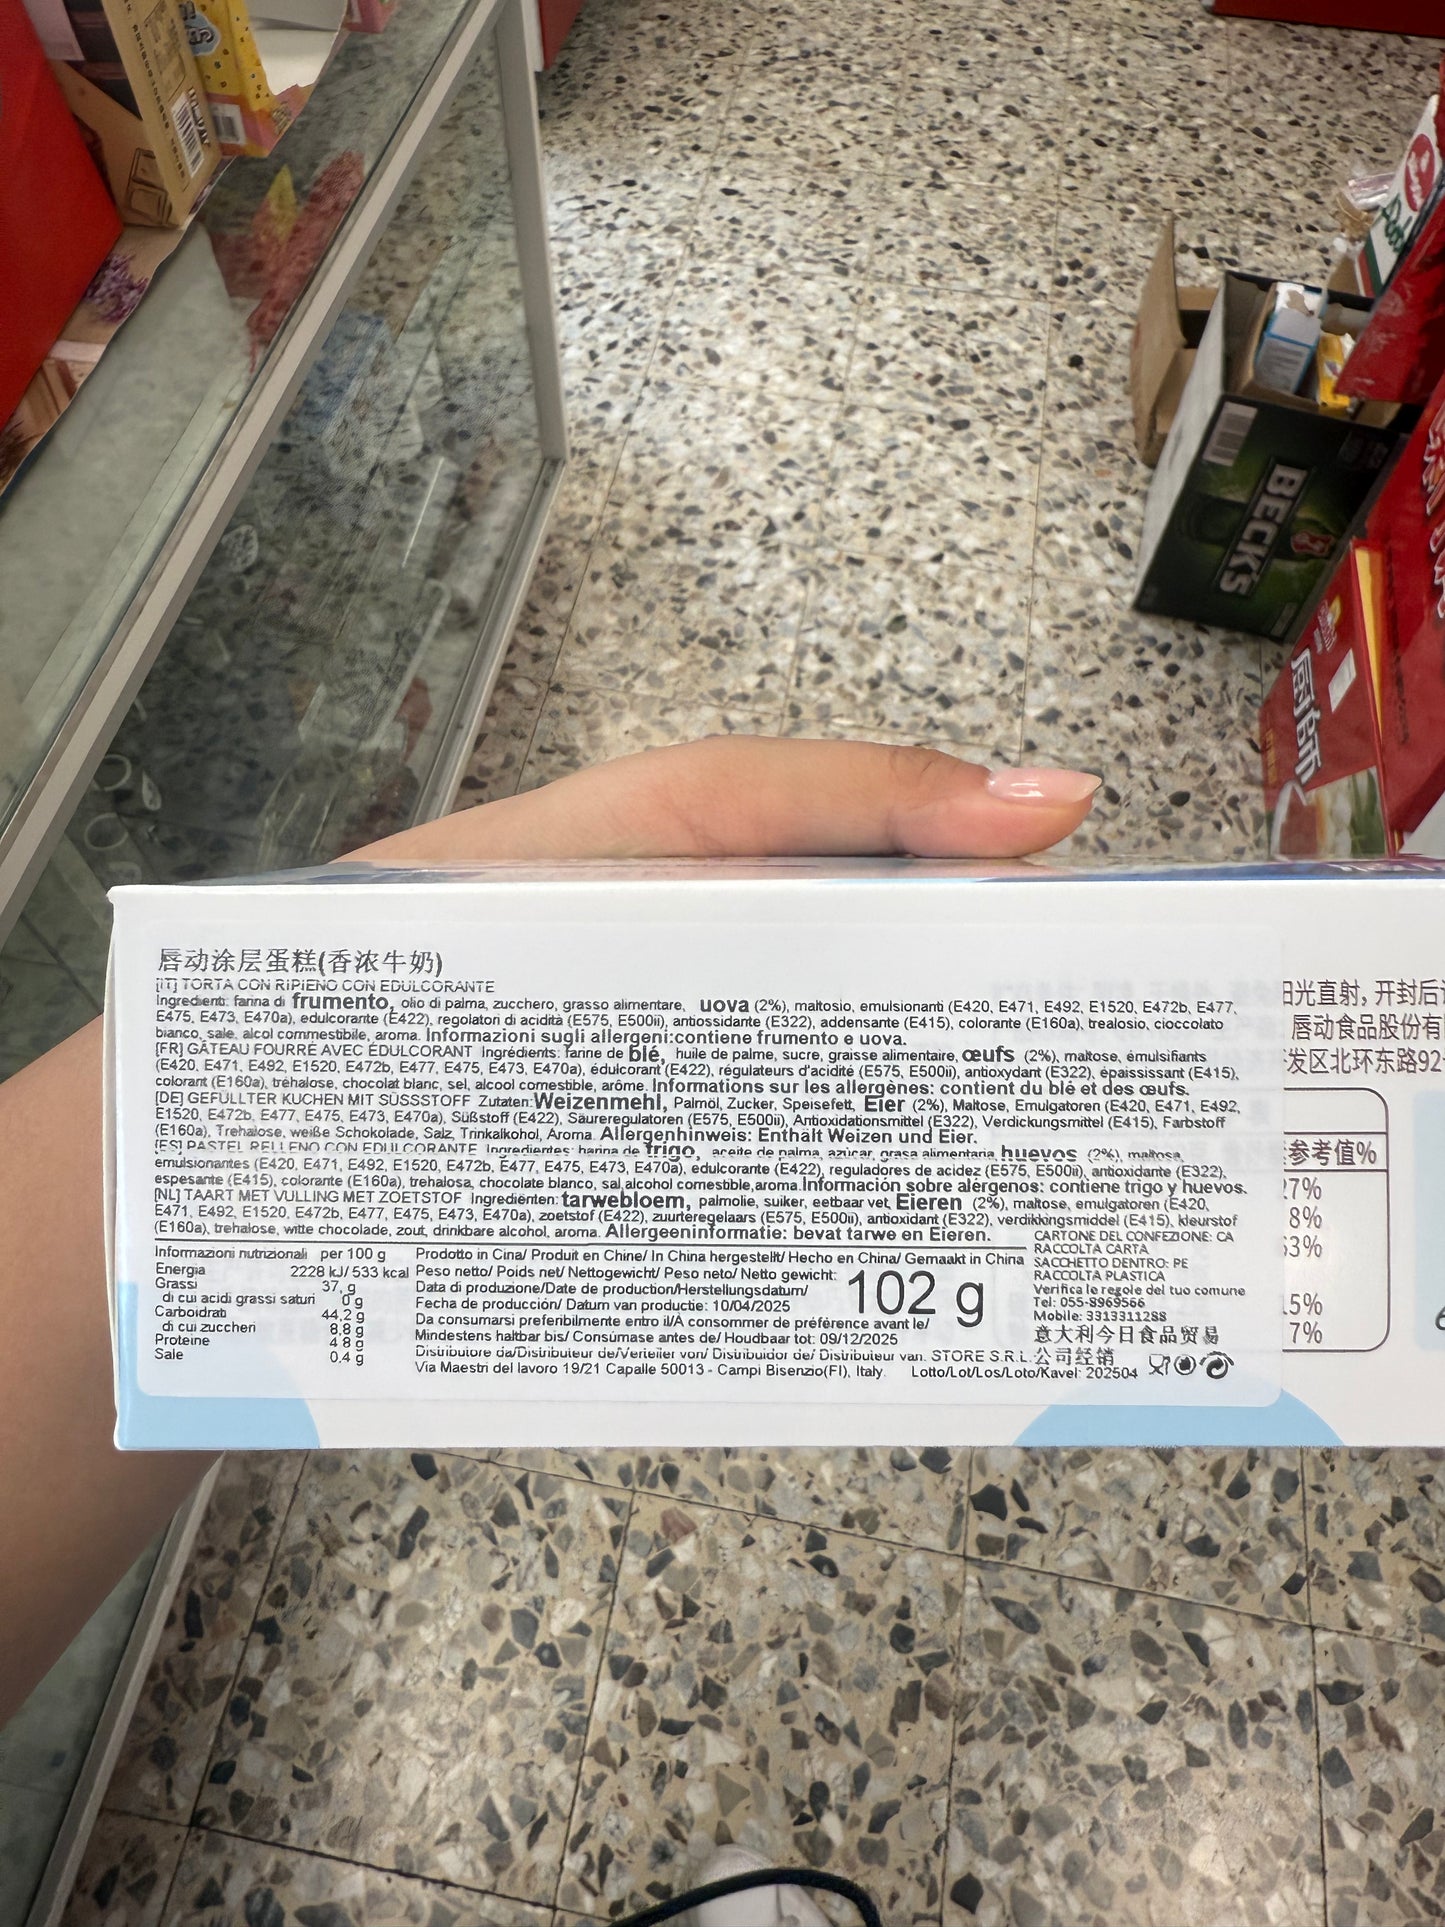 BECK'S
厨师
唇动涂层蛋糕(香浓牛奶)
[IT] TORTA CON RIPIENO CON EDULCORANTE
Ingredienti: farina di frumento, olio di palma, zucchero, grasso alimentare, uova (2%), maltosio, emulsionanti (E420, E471, E492, E1520, E472b, E477,
E475, E473, E470a), edulcorante (E422), regolatori di acidità (E575, E500ii), antiossidante (E322), addensante (E415), colorante (E160a), trealosio, cioccolato
bianco, sale, alcol commestibile, aroma. Informazioni sugli allergeni:contiene frumento e uova.
[FR] GÂTEAU FOURRÉ AVEC ÉDULCORANT Ingrédients: farine de blé, huile de palme, sucre, graisse alimentaire, œufs (2%), maltose, émulsifiants
(E420, E471, E492, E1520, E472b, E477, E475, E473, E470a), édulcorant (E422), régulateurs d'acidité (E575, E500ii), antioxydant (E322), épaississant (E415),
colorant (E160a), tréhalose, chocolat blanc, sel, alcool comestible, arôme. Informations sur les allergènes: contient du blé et des œufs.
[DE] GEFÜLLTER KUCHEN MIT SÜSSSTOFF Zutaten:Weizenmehl, Palmöl, Zucker, Speisefett, Eier (2%), Maltose, Emulgatoren (E420, E471, E492,
E1520, E472b, E477, E475, E473, E470a), Süßstoff (E422), Säureregulatoren (E575, E500ii), Antioxidationsmittel (E322), Verdickungsmittel (E415), Farbstoff
(E160a), Trehalose, weiße Schokolade, Salz, Trinkalkohol, Aroma. Allergenhinweis: Enthält Weizen und Eier.
[ES] PASTEL RELLENO CON EDULCORANTE Ingredientes: harina de trigo, aceite de palma, azúcar, grasa alimentaria, huevos (2%), maltosa,
emulsionantes (E420, E471, E492, E1520, E472b, E477, E475, E473, E470a), edulcorante (E422), reguladores de acidez (E575, E500ii), antioxidante (E322),
espesante (E415), colorante (E160a), trehalosa, chocolate blanco, sal,alcohol comestible,aroma.Información sobre alérgenos: contiene trigo y huevos.
[NL] TAART MET VULLING MET ZOETSTOF Ingrediënten: tarwebloem, palmolie, suiker, eetbaar vet, Eieren (2%), maltose, emulgatoren (E420,
E471, E492, E1520, E472b, E477, E475, E473, E470a), zoetstof (E422), zuurteregelaars (E575, E500ii), antioxidant (E322), verdikkingsmiddel (E415), kleurstof
(E160a), trehalose, witte chocolade, zout, drinkbare alcohol, aroma. Allergeeninformatie: bevat tarwe en Eieren.
Informazioni nutrizionali per 100 g
Energia 2228 kJ/ 533 kcal
Grassi 37, g
di cui acidi grassi saturi 0 g
Carboidrati 44,2 g
di cui zuccheri 8,8 g
Proteine 4,8 g
Sale 0.4 g
Prodotto in Cina/ Produit en Chine/ In China hergestellt/ Hecho en China/ Gemaakt in China
Peso netto/ Poids net/ Nettogewicht/ Peso neto/ Netto gewicht:
102 g
Data di produzione/Date de production/Herstellungsdatum/
Fecha de producción/ Datum van productie: 10/04/2025
Da consumarsi preferibilmente entro il/À consommer de préférence avant le/
Mindestens haltbar bis/ Consúmase antes de/ Houdbaar tot: 09/12/2025
Distributore da/Distributeur de/Verteiler von/ Distribuidor de/ Distributeur van. STORE S.R.L.公司经销
Via Maestri del lavoro 19/21 Capalle 50013 - Campi Bisenzio(FI), Italy. Lotto/Lot/Los/Loto/Kavel: 202504
CARTONE DEL CONFEZIONE: CA
RACCOLTA CARTA
SACCHETTO DENTRO: PE
RACCOLTA PLASTICA
Verifica le regole del tuo comune
Tel: 055-8969566
Mobile: 3313311288
意大利今日食品贸易
阳光直射, 开封后
唇动食品股份有
发区北环东路92
参考值%
27%
8%
63%
15%
7%